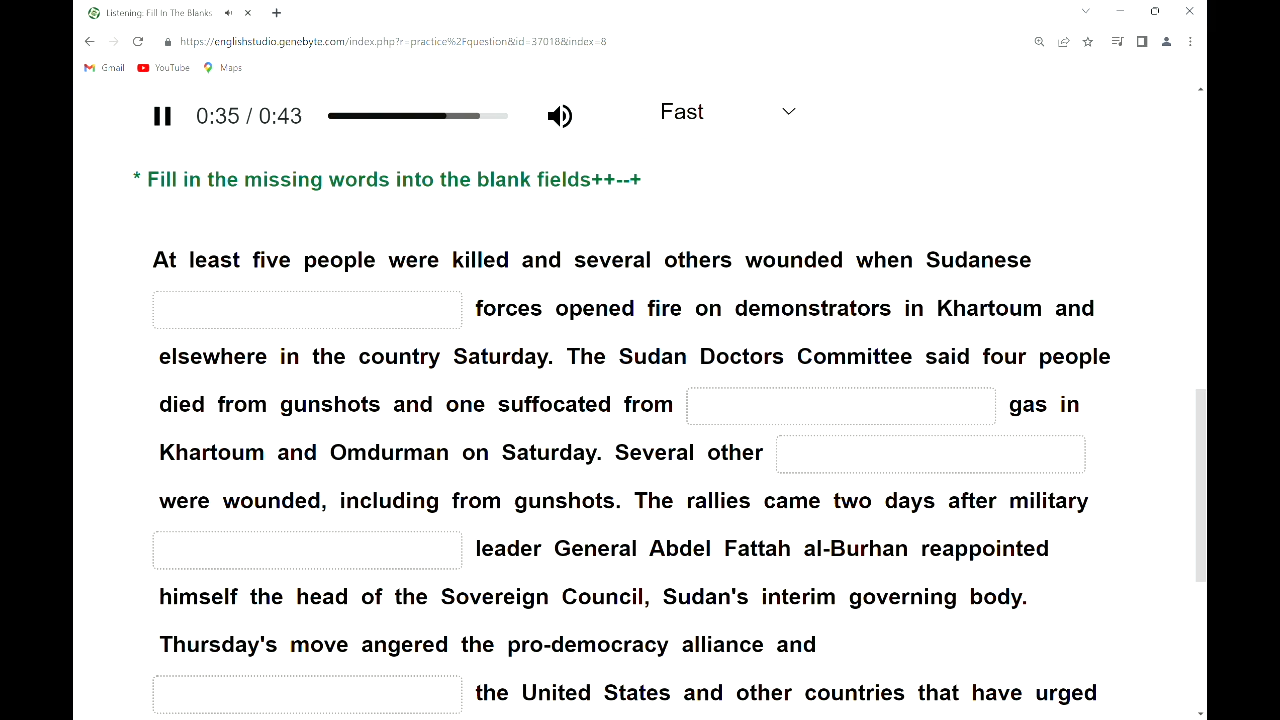 Listening: Fill In The Blanks
https://englishstudio.genebyte.com/index.php?r=practice%2Fquestion&id=37018&index=8
Gmail YouTube Maps
0:35 / 0:43 Fast
* Fill in the missing words into the blank fields++--+
At least five people were killed and several others wounded when Sudanese
forces opened fire on demonstrators in Khartoum and
elsewhere in the country Saturday. The Sudan Doctors Committee said four people
died from gunshots and one suffocated from gas in
Khartoum and Omdurman on Saturday. Several other
were wounded, including from gunshots. The rallies came two days after military
leader General Abdel Fattah al-Burhan reappointed
himself the head of the Sovereign Council, Sudan's interim governing body.
Thursday's move angered the pro-democracy alliance and
the United States and other countries that have urged